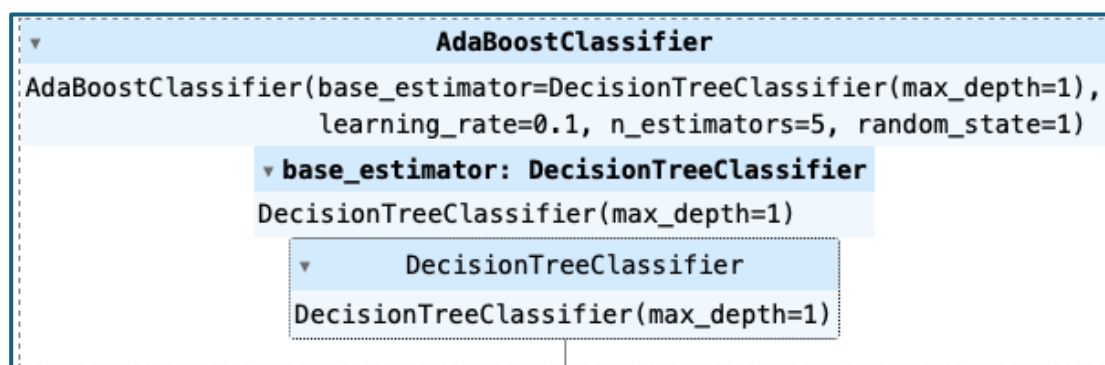 AdaBoostClassifier
AdaBoostClassifier(base_estimator=DecisionTreeClassifier(max_depth=1),
learning_rate=0.1, n_estimators=5, random_state=1)
base_estimator: DecisionTreeClassifier
DecisionTreeClassifier(max_depth=1)
DecisionTreeClassifier
DecisionTreeClassifier(max_depth=1)